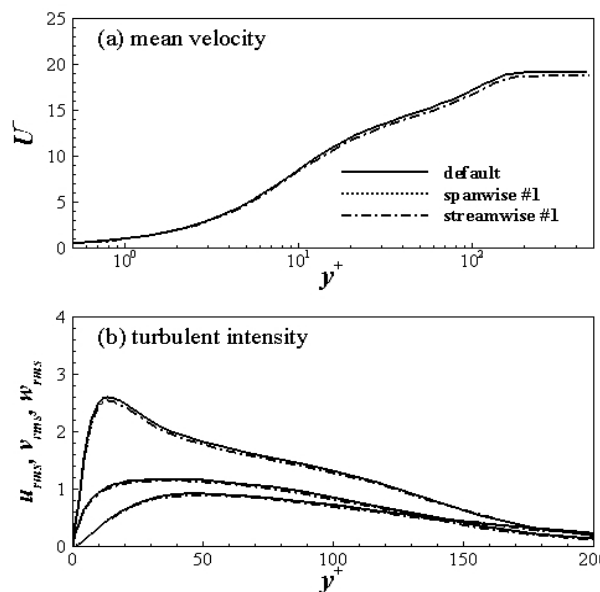 (a) mean velocity
25
20
15
10
5
0
U
default
spanwise #1
streamwise #1
10⁰
10¹
10²
y⁺
(b) turbulent intensity
4
3
2
1
0
uᵣₘₛ, vᵣₘₛ, wᵣₘₛ
0
50
100
150
200
y⁺